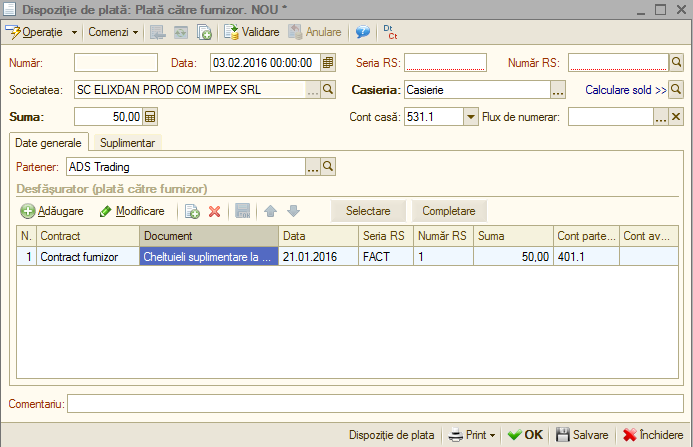 Dispoziție de plată: Plată către furnizor. NOU *
Operație Comenzi Validare Anulare Dt Ct
Număr: Data: 03.02.2016 00:00:00 Seria RS: Număr RS:
Societatea: SC ELIXDAN PROD COM IMPEX SRL ... Casieria: Casierie ... Calculare sold >>
Suma: 50,00 Cont casă: 531.1 Flux de numerar: ...
Date generale Suplimentar
Partener: ADS Trading ...
Desfășurator (plată către furnizor)
Adăugare Modificare Selectare Completare
N. Contract Document Data Seria RS Număr RS Suma Cont parte... Cont av...
1 Contract furnizor Cheltuieli suplimentare la ... 21.01.2016 FACT 1 50,00 401.1
Comentariu:
Dispoziție de plata Print OK Salvare Închidere